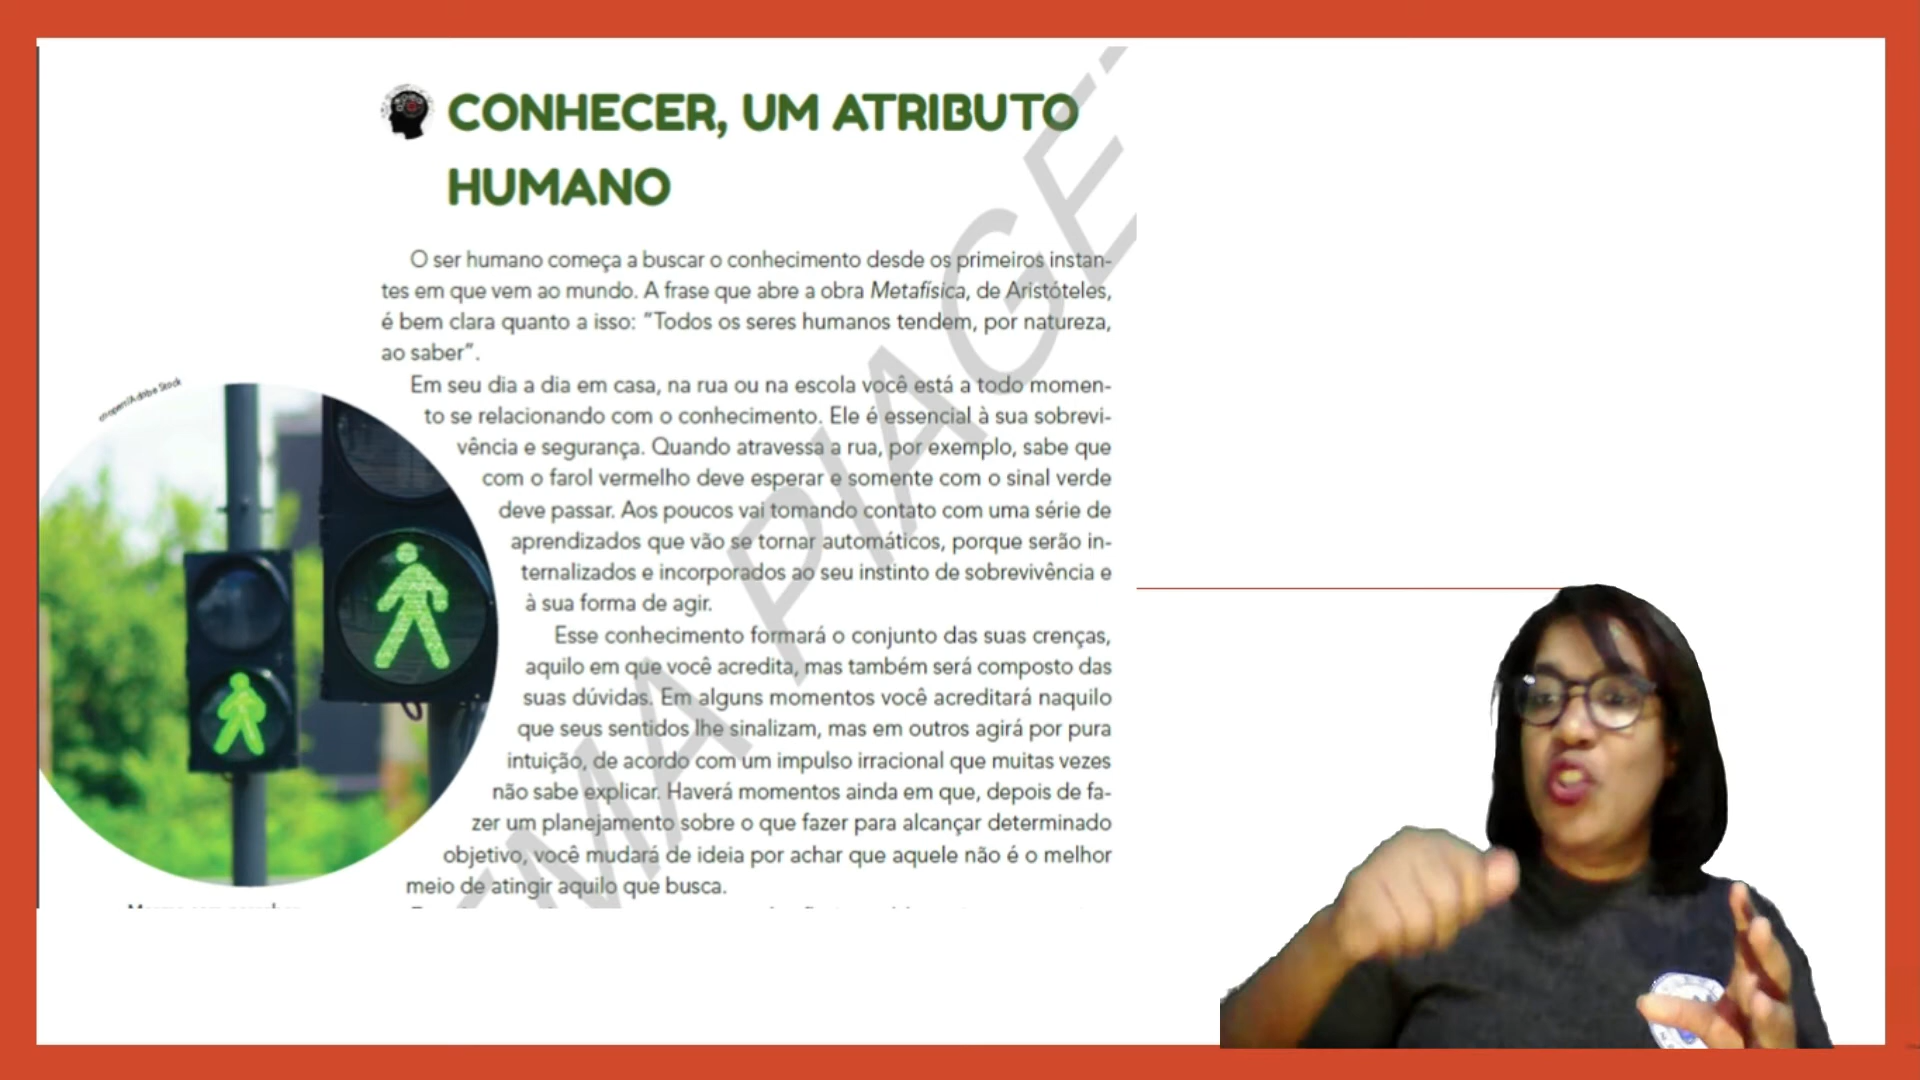 CONHECER, UM ATRIBUTO
HUMANO
O ser humano começa a buscar o conhecimento desde os primeiros instan-
tes em que vem ao mundo. A frase que abre a obra Metafísica, de Aristóteles,
é bem clara quanto a isso: “Todos os seres humanos tendem, por natureza,
ao saber”.
Em seu dia a dia em casa, na rua ou na escola você está a todo momen-
to se relacionando com o conhecimento. Ele é essencial à sua sobrevi-
vência e segurança. Quando atravessa a rua, por exemplo, sabe que
com o farol vermelho deve esperar e somente com o sinal verde
deve passar. Aos poucos vai tomando contato com uma série de
aprendizados que vão se tornar automáticos, porque serão in-
ternalizados e incorporados ao seu instinto de sobrevivência e
à sua forma de agir.
Esse conhecimento formará o conjunto das suas crenças,
aquilo em que você acredita, mas também será composto das
suas dúvidas. Em alguns momentos você acreditará naquilo
que seus sentidos lhe sinalizam, mas em outros agirá por pura
intuição, de acordo com um impulso irracional que muitas vezes
não sabe explicar. Haverá momentos ainda em que, depois de fa-
zer um planejamento sobre o que fazer para alcançar determinado
objetivo, você mudará de ideia por achar que aquele não é o melhor
meio de atingir aquilo que busca.
/Adobe Stock
EMA PIAGE